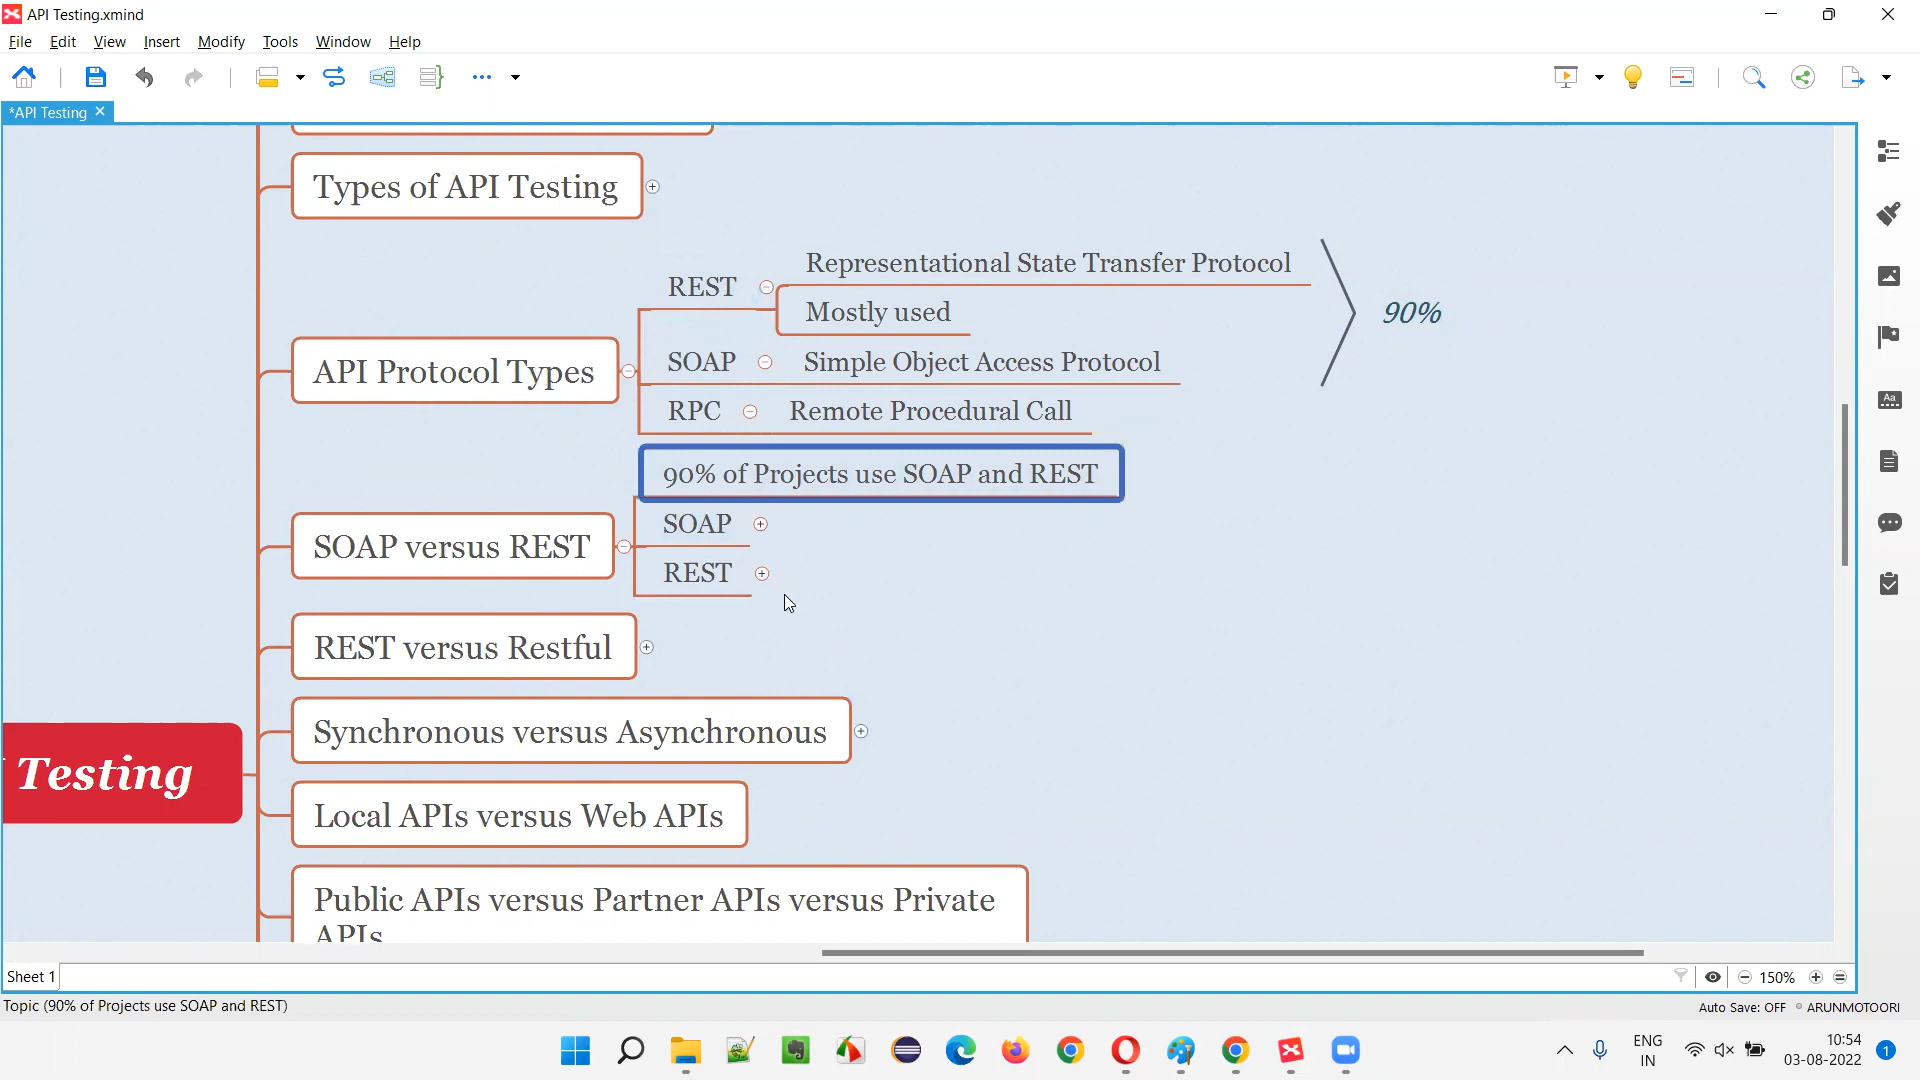 API Testing.xmind
File Edit View Insert Modify Tools Window Help
*API Testing
Types of API Testing
Representational State Transfer Protocol
REST
Mostly used
90%
SOAP Simple Object Access Protocol
API Protocol Types
RPC Remote Procedural Call
90% of Projects use SOAP and REST
SOAP
SOAP versus REST
REST
REST versus Restful
Synchronous versus Asynchronous
Testing
Local APIs versus Web APIs
Public APIs versus Partner APIs versus Private
APIs
Sheet 1
150%
Topic (90% of Projects use SOAP and REST)
Auto Save: OFF ARUNMOTOORI
ENG
IN
10:54
03-08-2022
1
Aa